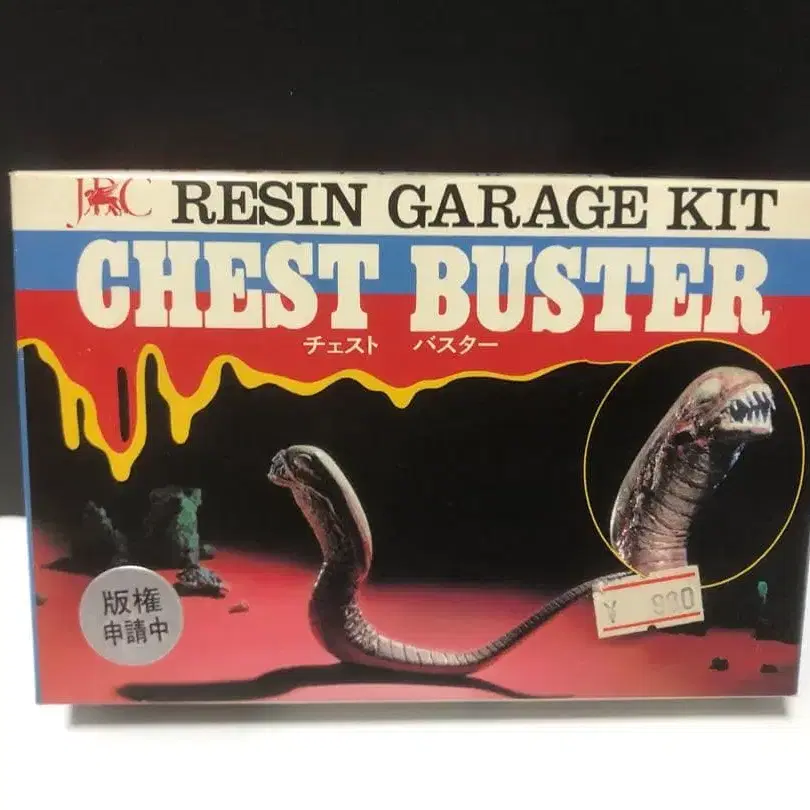 JRC RESIN GARAGE KIT
CHEST BUSTER
チェスト バスター
¥ 980
版権
申請中